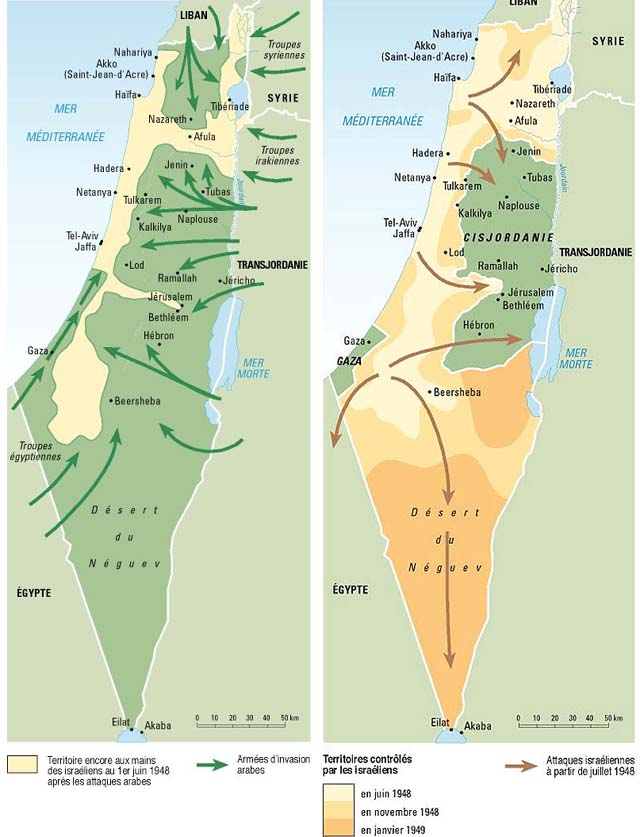 LIBAN
Troupes
syriennes
Nahariya
Akko
(Saint-Jean-d'Acre)
SYRIE
Haïfa
MER
MÉDITERRANÉE
Tibériade
Nazareth
Afula
Troupes
irakiennes
Hadera
Jenin
Jourdain
Netanya
Tulkarem
Tubas
Naplouse
Kalkilya
Tel-Aviv
Jaffa
Lod
Ramallah
TRANSJORDANIE
Jéricho
Jérusalem
Bethléem
Hébron
Gaza
MER
MORTE
Beersheba
Troupes
égyptiennes
Désert
du
Néguev
ÉGYPTE
Eilat
Akaba
0 10 20 30 40 50 km
Territoire encore aux mains
des israéliens au 1er juin 1948
après les attaques arabes
Armées d'invasion
arabes
LIBAN
Nahariya
Akko
(Saint-Jean-d'Acre)
SYRIE
Haïfa
MER
MÉDITERRANÉE
Tibériade
Nazareth
Afula
Hadera
Jenin
Jourdain
Netanya
Tulkarem
Tubas
Naplouse
Kalkilya
Tel-Aviv
Jaffa
CISJORDANIE
Lod
Ramallah
TRANSJORDANIE
Jéricho
Jérusalem
Bethléem
Hébron
Gaza
GAZA
MER
MORTE
Beersheba
Désert
du
Néguev
ÉGYPTE
Eilat
Akaba
0 10 20 30 40 50 km
Territoires contrôlés
par les israéliens
en juin 1948
en novembre 1948
en janvier 1949
Attaques israéliennes
à partir de juillet 1948